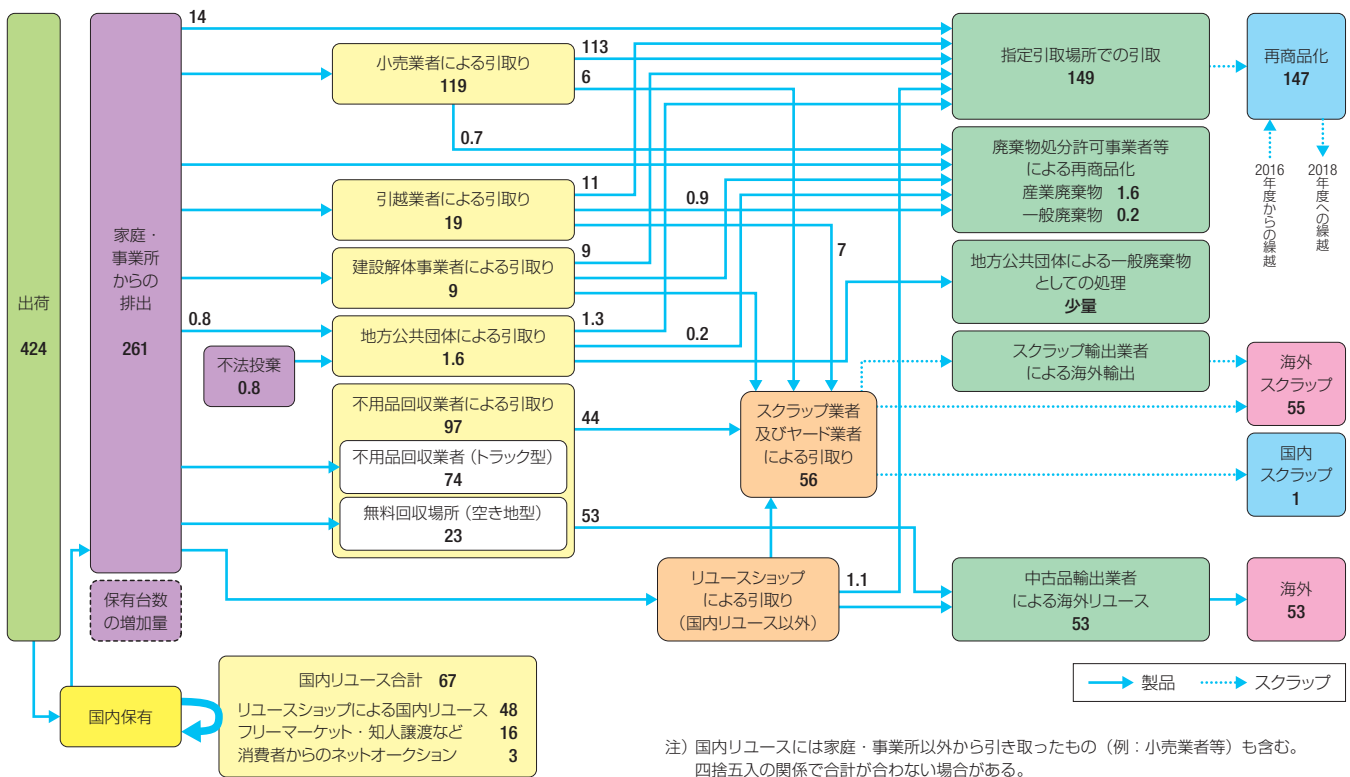 出荷
424
家庭・
事業所
からの
排出
261
保有台数
の増加量
国内保有
不法投棄
0.8
14
小売業者による引取り
119
113
6
0.7
引越業者による引取り
19
11
0.9
7
建設解体事業者による引取り
9
9
0.8
地方公共団体による引取り
1.6
1.3
0.2
不用品回収業者による引取り
97
44
不用品回収業者（トラック型）
74
無料回収場所（空き地型）
23
53
スクラップ業者
及びヤード業者
による引取り
56
リユースショップ
による引取り
（国内リユース以外）
1.1
指定引取場所での引取
149
廃棄物処分許可事業者等
による再商品化
産業廃棄物 1.6
一般廃棄物 0.2
地方公共団体による一般廃棄物
としての処理
少量
スクラップ輸出業者
による海外輸出
中古品輸出業者
による海外リユース
53
再商品化
147
2016年度からの繰越
2018年度への繰越
海外
スクラップ
55
国内
スクラップ
1
海外
53
国内リユース合計 67
リユースショップによる国内リユース 48
フリーマーケット・知人譲渡など 16
消費者からのネットオークション 3
製品 スクラップ
注）国内リユースには家庭・事業所以外から引き取ったもの（例：小売業者等）も含む。
四捨五入の関係で合計が合わない場合がある。